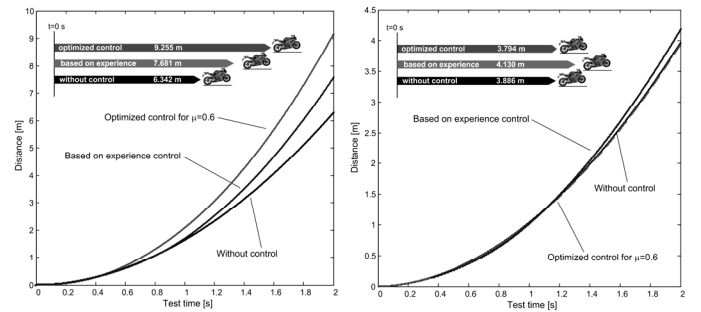 t=0 s
optimized control 9.255 m
based on experience 7.681 m
without control 6.342 m
Optimized control for μ=0.6
Based on experience control
Without control
Distance [m]
10
9
8
7
6
5
4
3
2
1
0
0 0.2 0.4 0.6 0.8 1 1.2 1.4 1.6 1.8 2
Test time [s]
t=0 s
optimized control 3.794 m
based on experience 4.130 m
without control 3.886 m
Based on experience control
Without control
Optimized control for μ=0.6
Distance [m]
4.5
4
3.5
3
2.5
2
1.5
1
0.5
0
0 0.2 0.4 0.6 0.8 1 1.2 1.4 1.6 1.8 2
Test time [s]